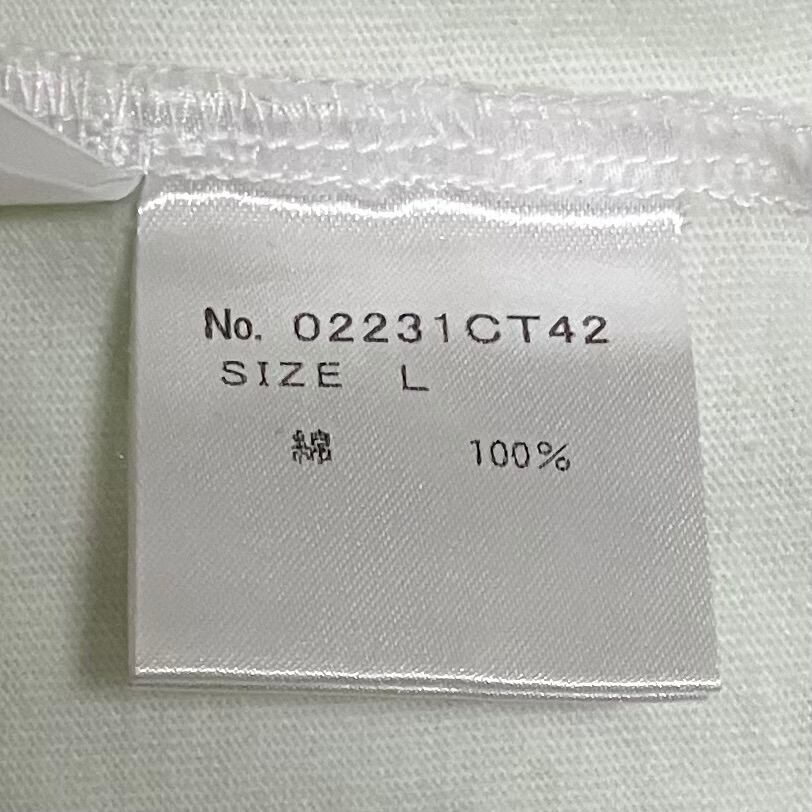 No. 02231CT42
SIZE L
綿 100%